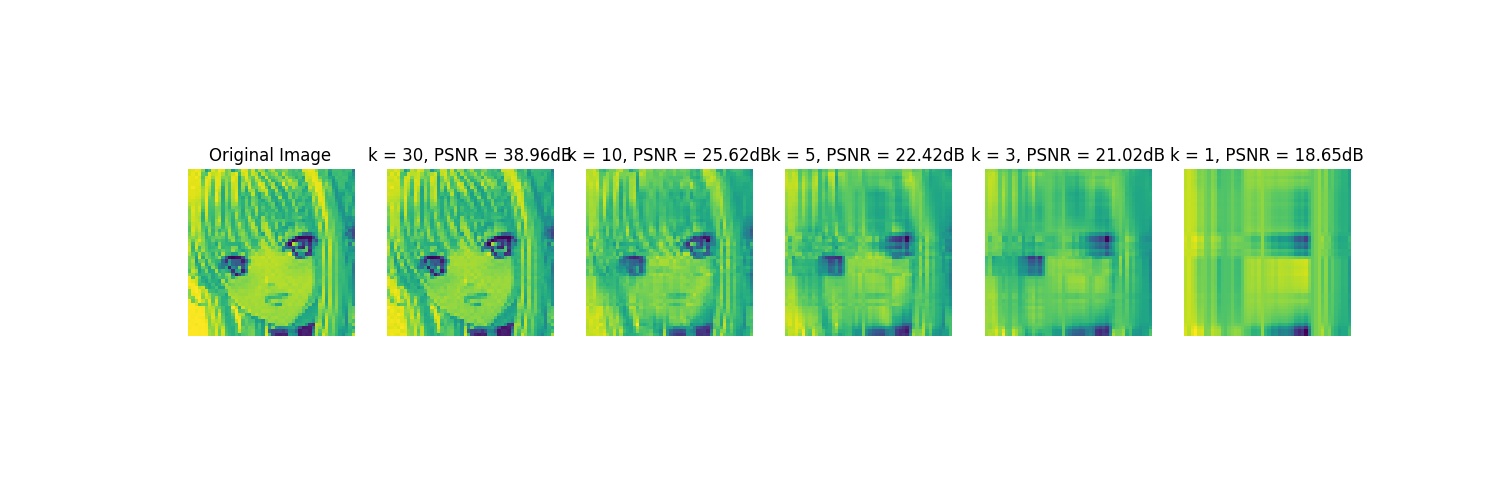 Original Image
k = 30, PSNR = 38.96dB
k = 10, PSNR = 25.62dB
k = 5, PSNR = 22.42dB
k = 3, PSNR = 21.02dB
k = 1, PSNR = 18.65dB